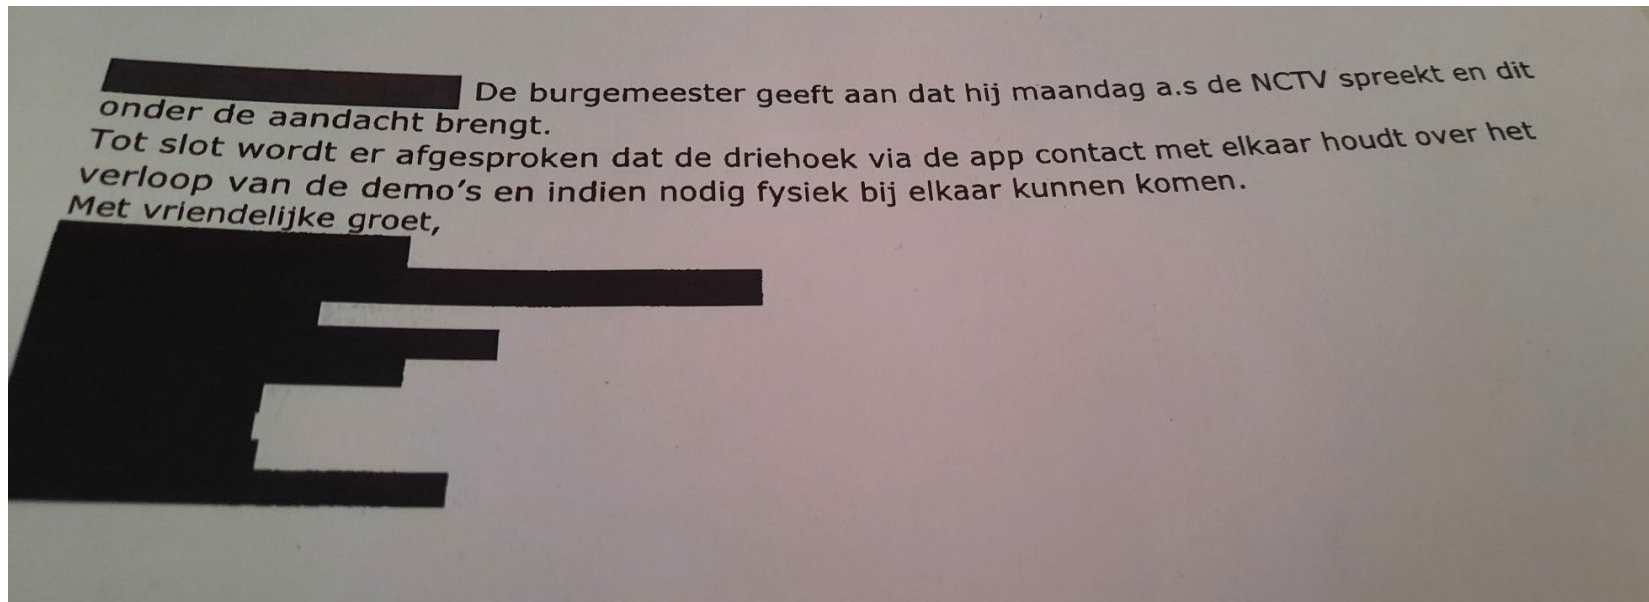 De burgemeester geeft aan dat hij maandag a.s de NCTV spreekt en dit
onder de aandacht brengt.
Tot slot wordt er afgesproken dat de driehoek via de app contact met elkaar houdt over het
verloop van de demo's en indien nodig fysiek bij elkaar kunnen komen.
Met vriendelijke groet,